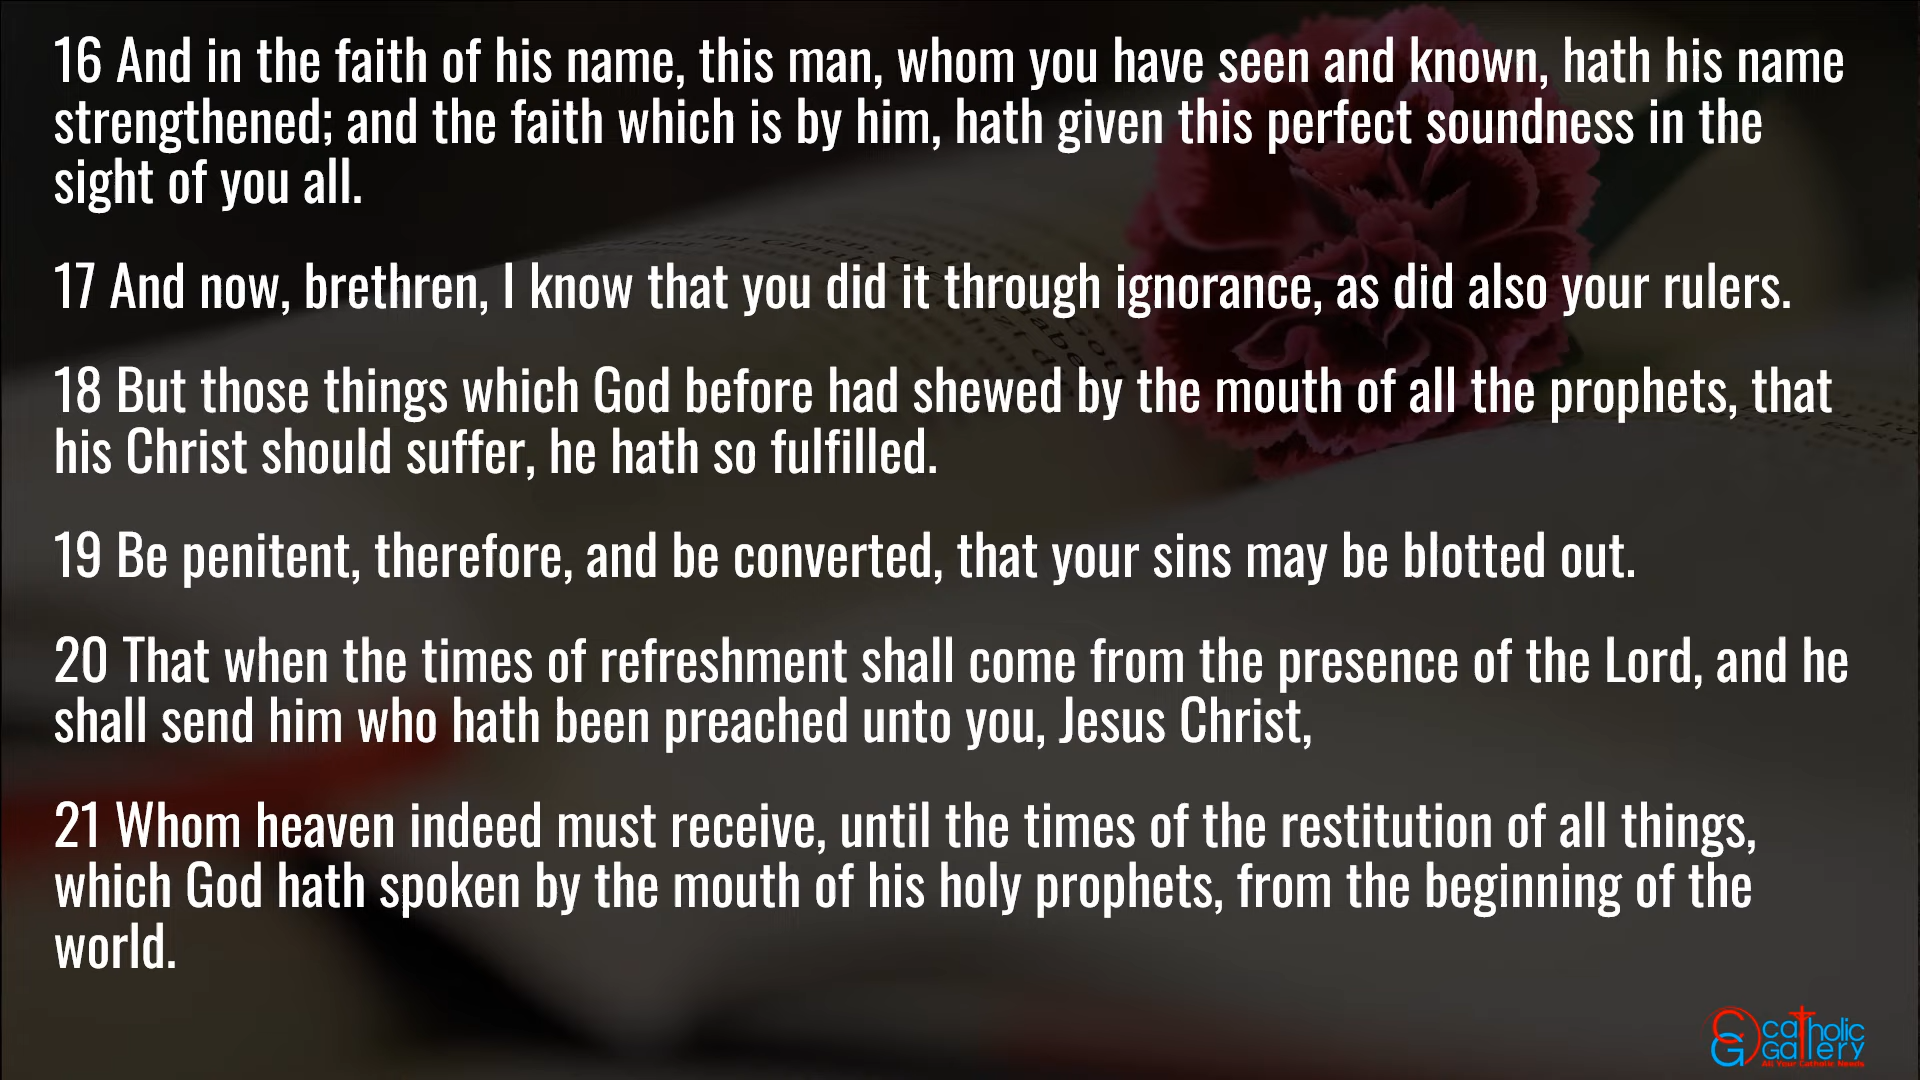 16 And in the faith of his name, this man, whom you have seen and known, hath his name
strengthened; and the faith which is by him, hath given this perfect soundness in the
sight of you all.
17 And now, brethren, I know that you did it through ignorance, as did also your rulers.
18 But those things which God before had shewed by the mouth of all the prophets, that
his Christ should suffer, he hath so fulfilled.
19 Be penitent, therefore, and be converted, that your sins may be blotted out.
20 That when the times of refreshment shall come from the presence of the Lord, and he
shall send him who hath been preached unto you, Jesus Christ,
21 Whom heaven indeed must receive, until the times of the restitution of all things,
which God hath spoken by the mouth of his holy prophets, from the beginning of the
world.
CG catholic
Gallery
All Your Catholic Needs